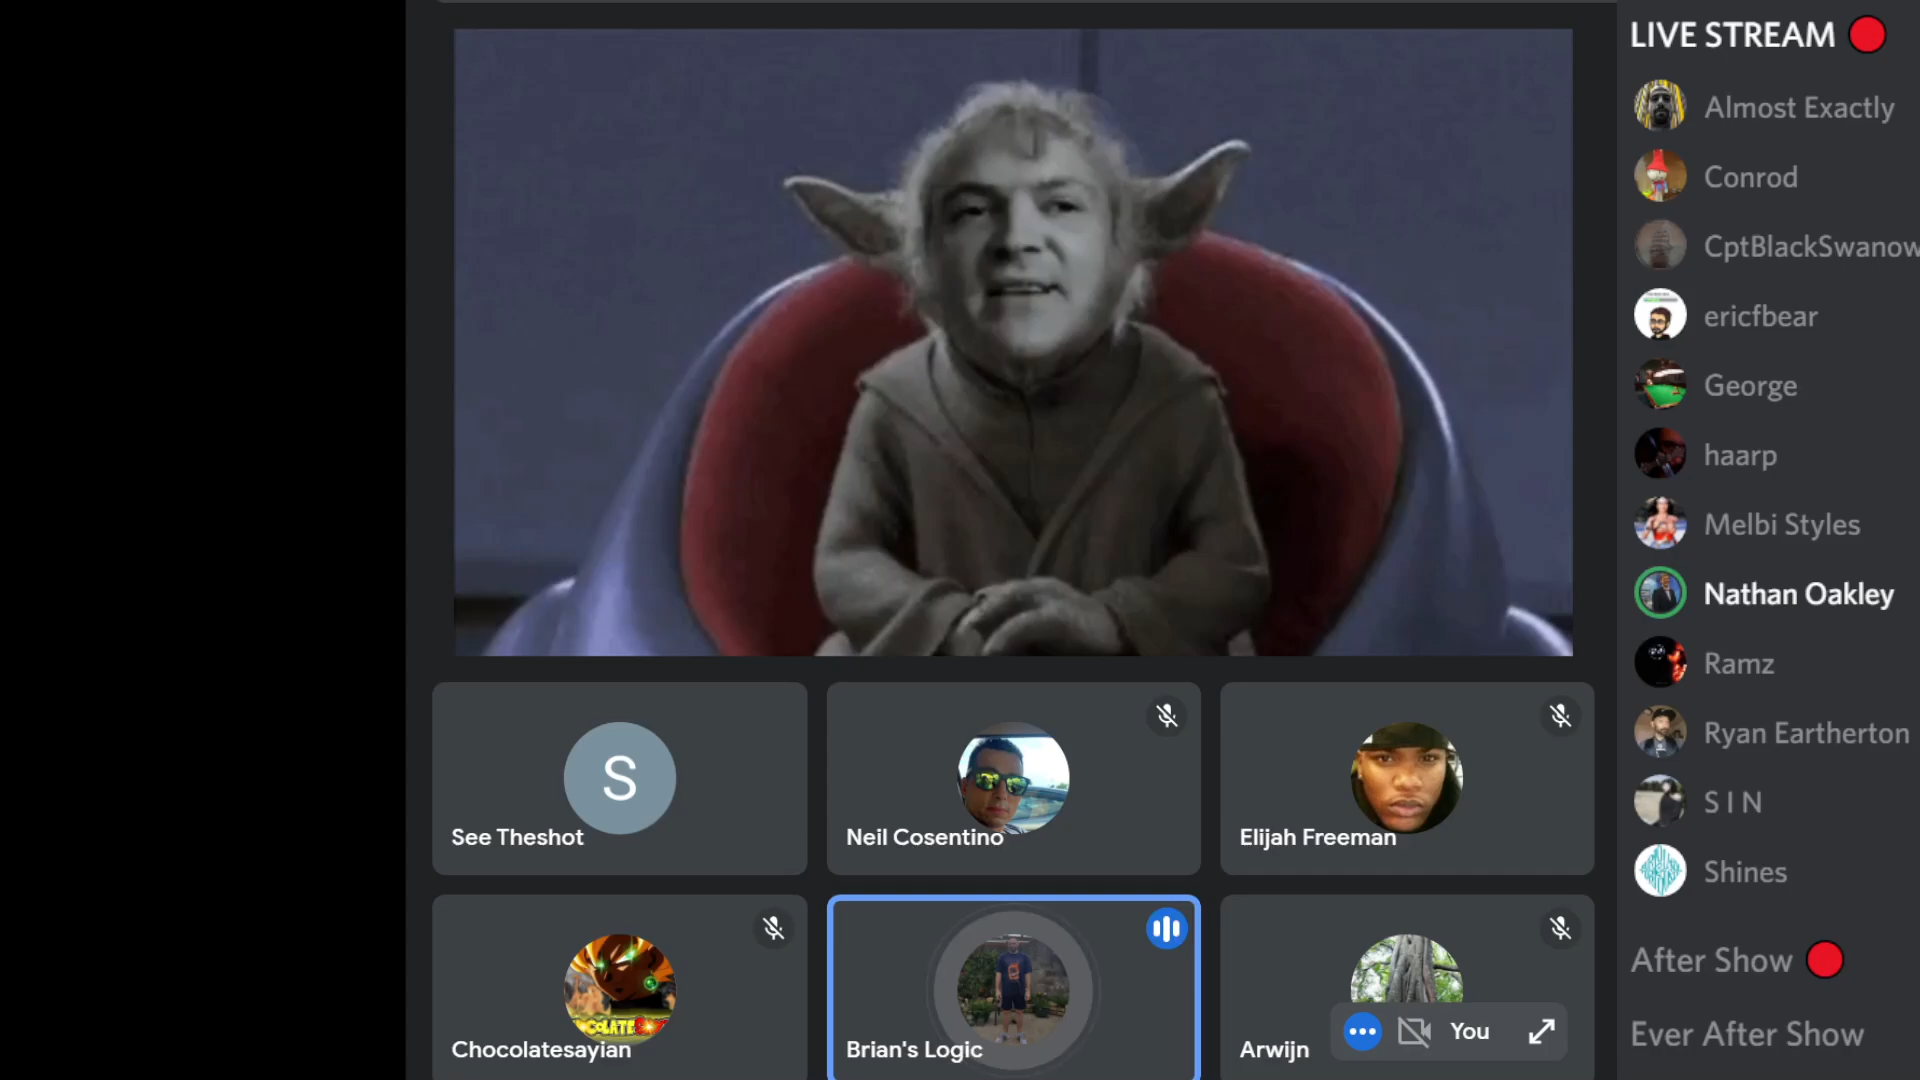 LIVE STREAM
Almost Exactly
Conrod
CptBlackSwanow
ericfbear
George
haarp
Melbi Styles
Nathan Oakley
Ramz
Ryan Eartherton
S I N
Shines
After Show
Ever After Show
S
See Theshot
Neil Cosentino
Elijah Freeman
Chocolatesayian
Brian's Logic
Arwijn
You